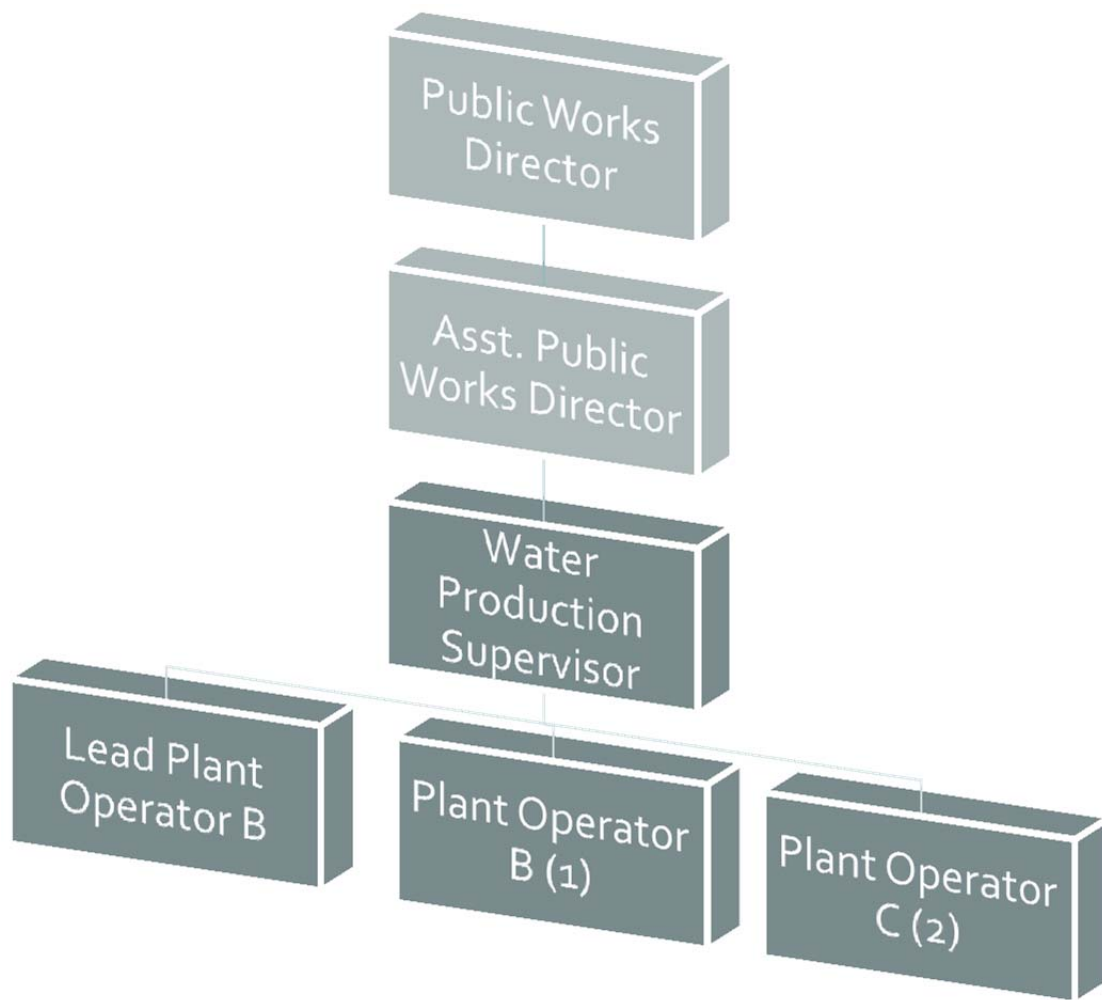 Public Works
Director
Asst. Public
Works Director
Water
Production
Supervisor
Lead Plant
Operator B
Plant Operator
B (1)
Plant Operator
C (2)